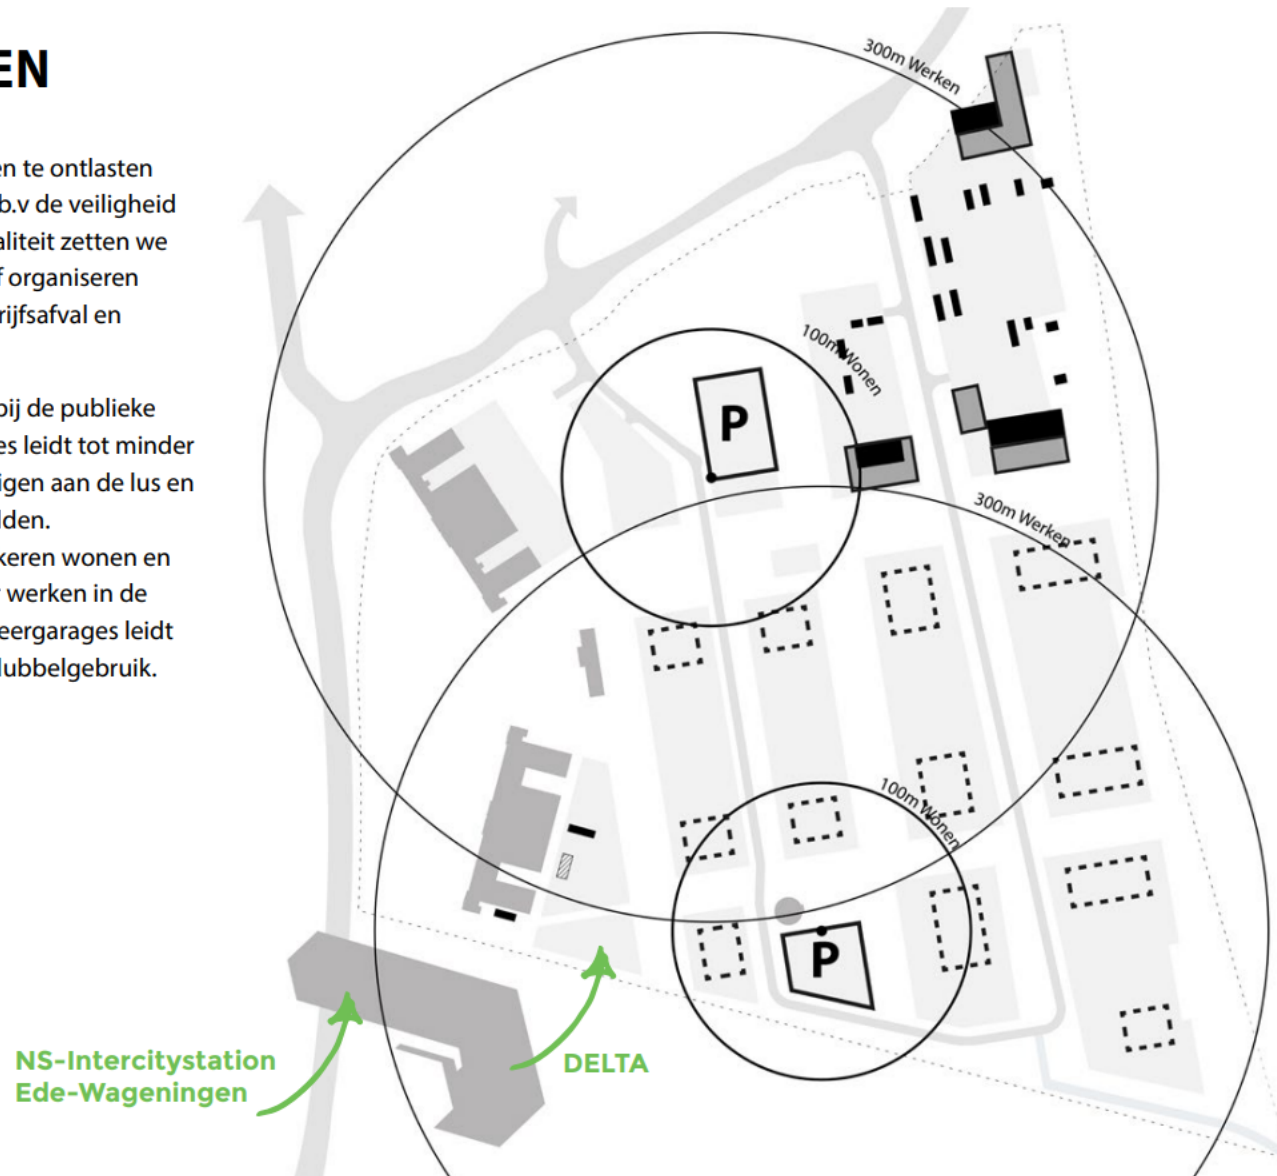 EN
en te ontlasten
b.v de veiligheid
aliteit zetten we
f organiseren
rijfsafval en
bij de publieke
es leidt tot minder
igen aan de lus en
lden.
keren wonen en
werken in de
eergarages leidt
lubbelgebruik.
300m Werken
100m Wonen
P
300m Werken
100m Wonen
P
NS-Intercitystation
Ede-Wageningen
DELTA